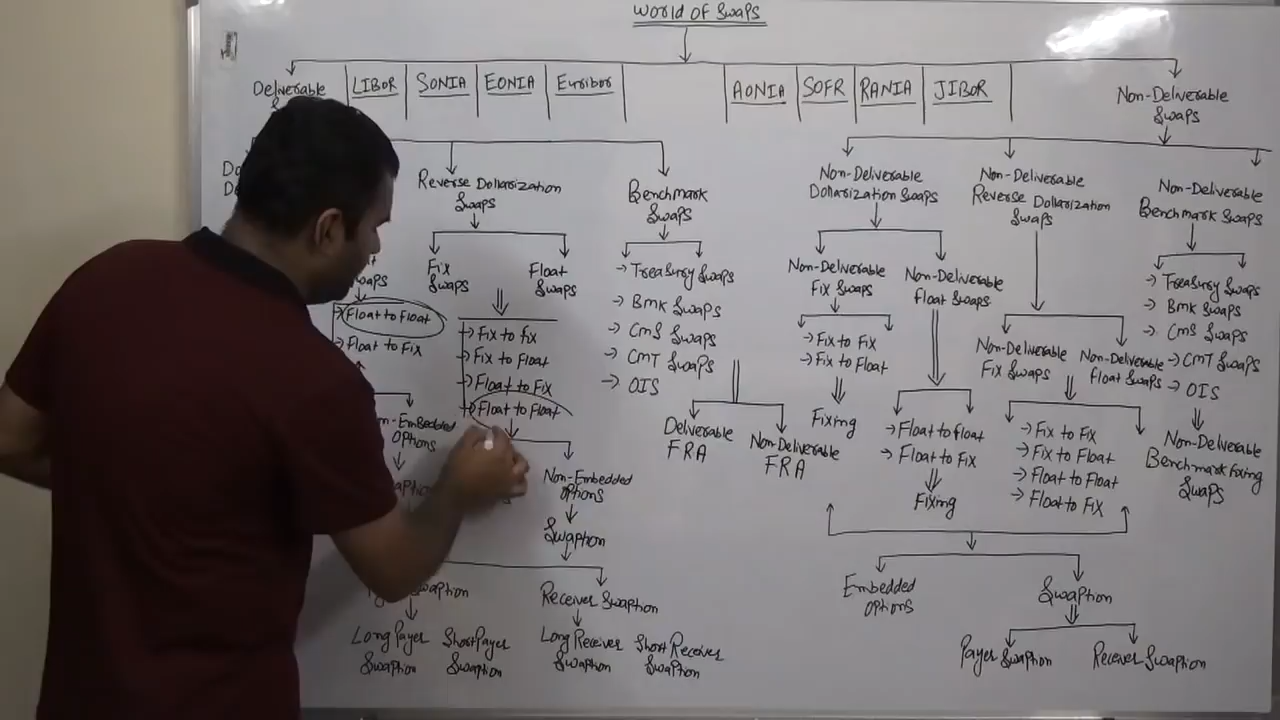 World of Swaps
Deliverable
LIBOR
SONIA
EONIA
Euribor
AONIA
SOFR
RANIA
JIBOR
Non-Deliverable
Swaps
Reverse Dollarization
Swaps
Fix
Swaps
Float
Swaps
→ Fix to fix
→ Fix to Float
→ Float to Fix
→ Float to Float
Float to Float
→ Float to Fix
Embedded
Options
Non-Embedded
Options
Swaption
Swaption
Receiver Swaption
Long Payer
Swaption
Short Payer
Swaption
Long Receiver
Swaption
Short Receiver
Swaption
Benchmark
Swaps
→ Treasury Swaps
→ Bmk Swaps
→ CmS Swaps
→ CMT Swaps
→ OIS
Deliverable
FRA
Non-Deliverable
FRA
Non-Deliverable
Dollarization Swaps
Non-Deliverable
Fix Swaps
→ Fix to Fix
→ Fix to Float
Fixing
Non-Deliverable
Float Swaps
→ Float to float
→ Float to Fix
Fixing
Non-Deliverable
Reverse Dollarization
Swaps
Non-Deliverable
Fix Swaps
Non-Deliverable
Float Swaps
→ Fix to Fix
→ Fix to Float
→ Float to Float
→ Float to Fix
Embedded
Options
Swaption
Payer Swaption
Receiver Swaption
Non-Deliverable
Benchmark Swaps
→ Treasury Swaps
→ Bmk Swaps
→ CmS Swaps
→ CMT Swaps
→ OIS
Non-Deliverable
Benchmark Fixing
Swaps